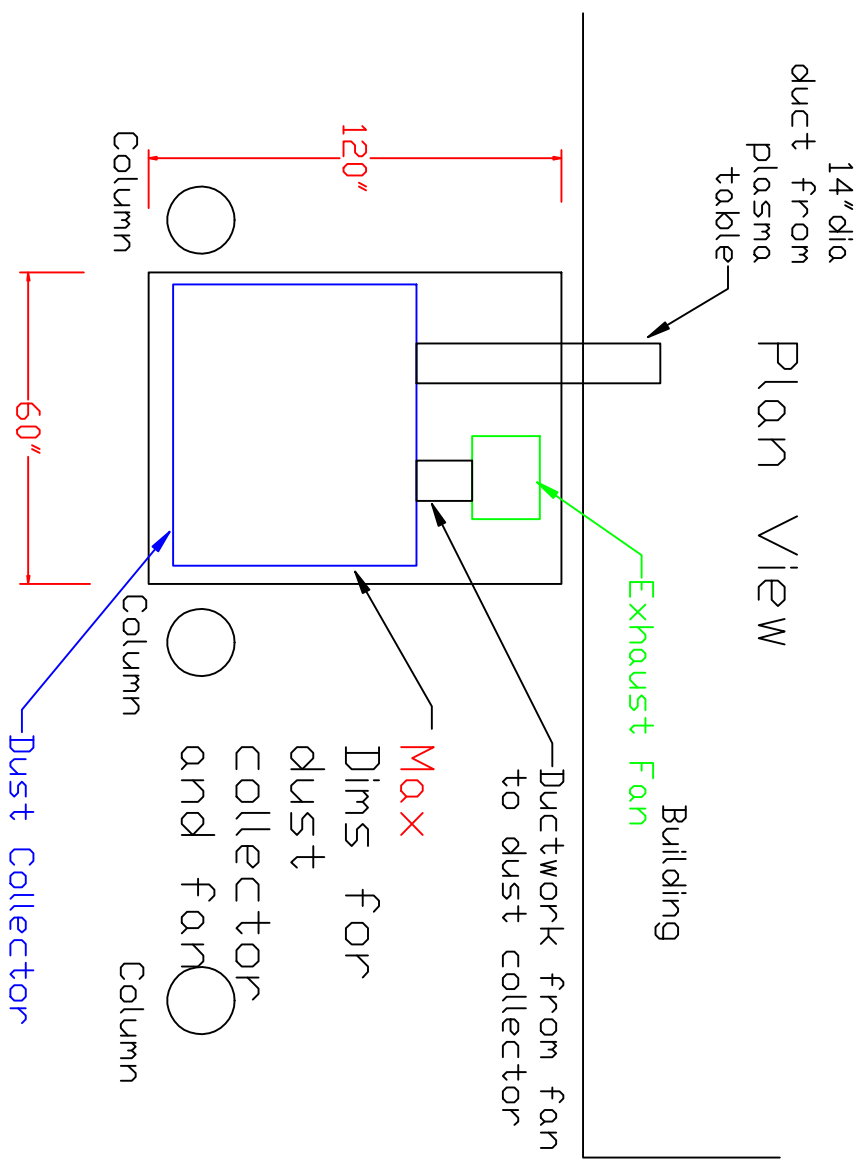 14"dia
duct from
plasma
table
Plan View
Exhaust Fan
Building
Ductwork from fan
to dust collector
Max
Dims for
dust
collector
and fan
120"
60"
Column
Column
Column
Dust Collector